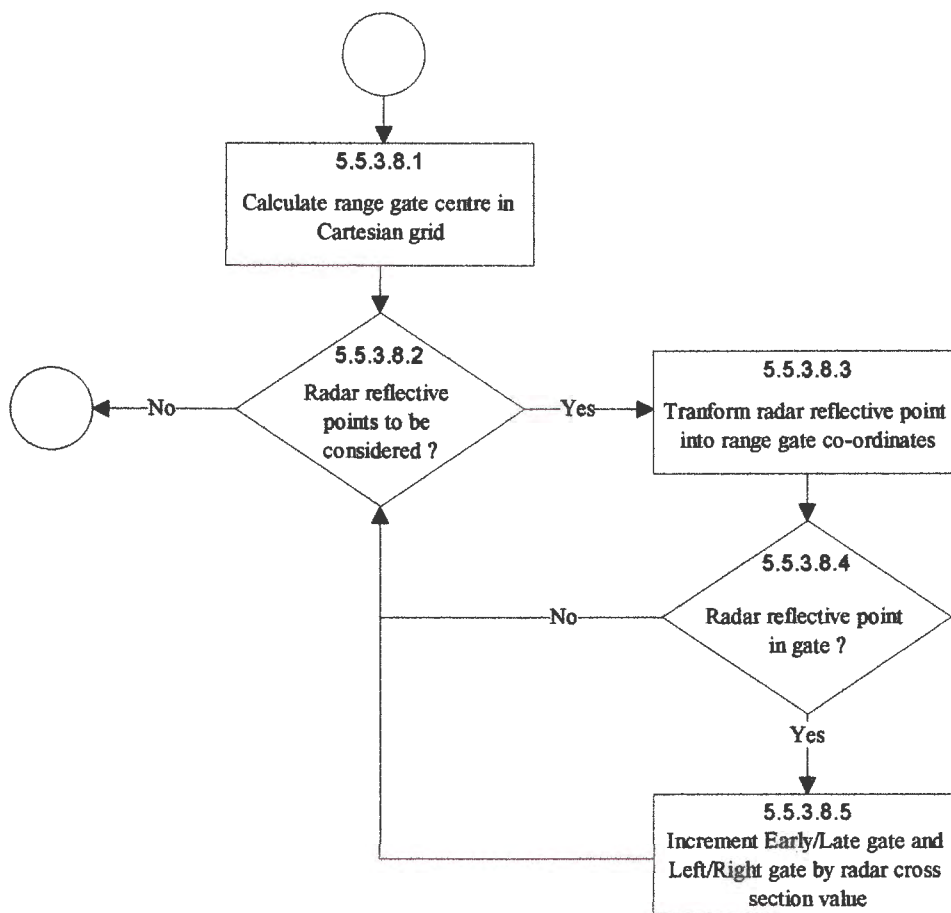 5.5.3.8.1
Calculate range gate centre in
Cartesian grid
5.5.3.8.2
Radar reflective
points to be
considered ?
No
Yes
5.5.3.8.3
Tranform radar reflective point
into range gate co-ordinates
5.5.3.8.4
Radar reflective point
in gate ?
No
Yes
5.5.3.8.5
Increment Early/Late gate and
Left/Right gate by radar cross
section value